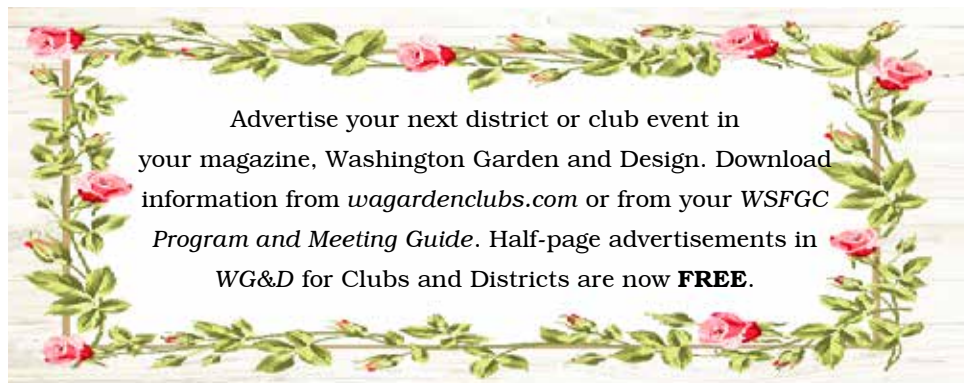 Advertise your next district or club event in
your magazine, Washington Garden and Design. Download
information from wagardenclubs.com or from your WSFGC
Program and Meeting Guide. Half-page advertisements in
WG&D for Clubs and Districts are now FREE.